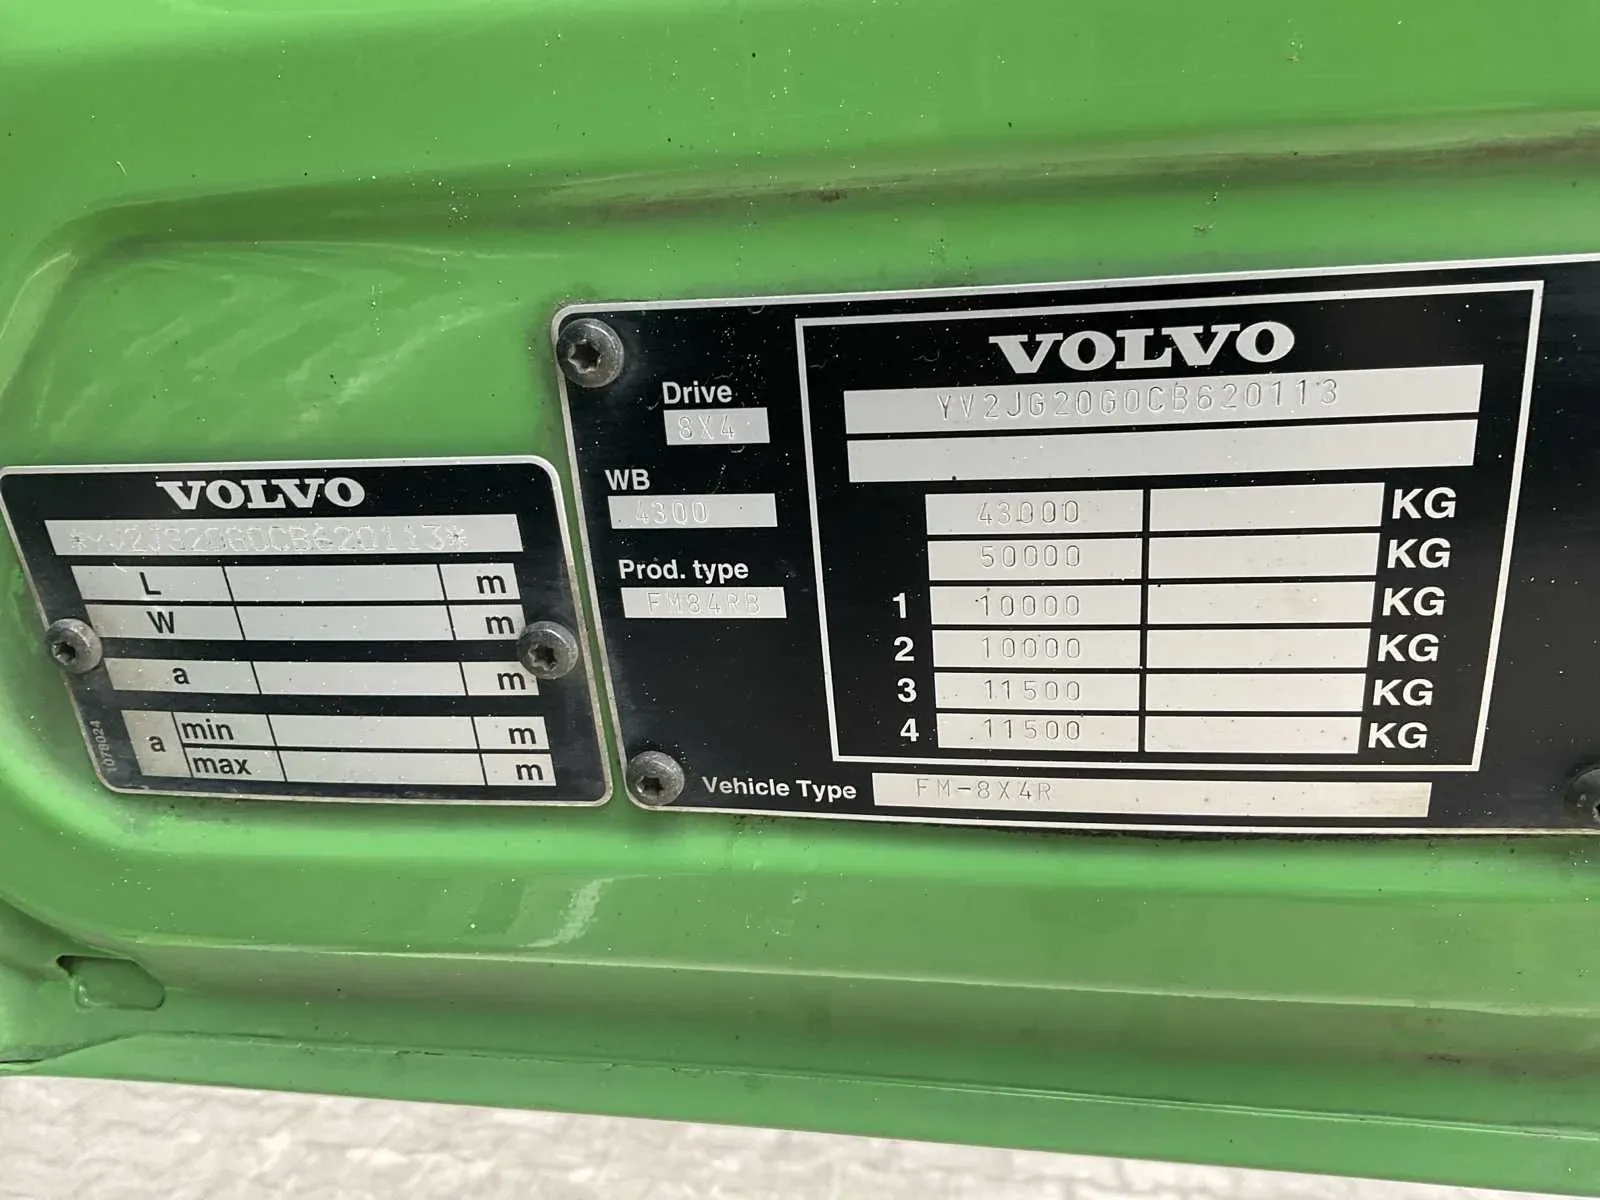 VOLVO
*YV2JG20G0CB620113*
L m
W m
a m
a min m
max m
1078024
Drive
8X4
WB
4300
Prod. type
FM84RB
VOLVO
YV2JG20G0CB620113
43000 KG
50000 KG
1 10000 KG
2 10000 KG
3 11500 KG
4 11500 KG
Vehicle Type FM-8X4R